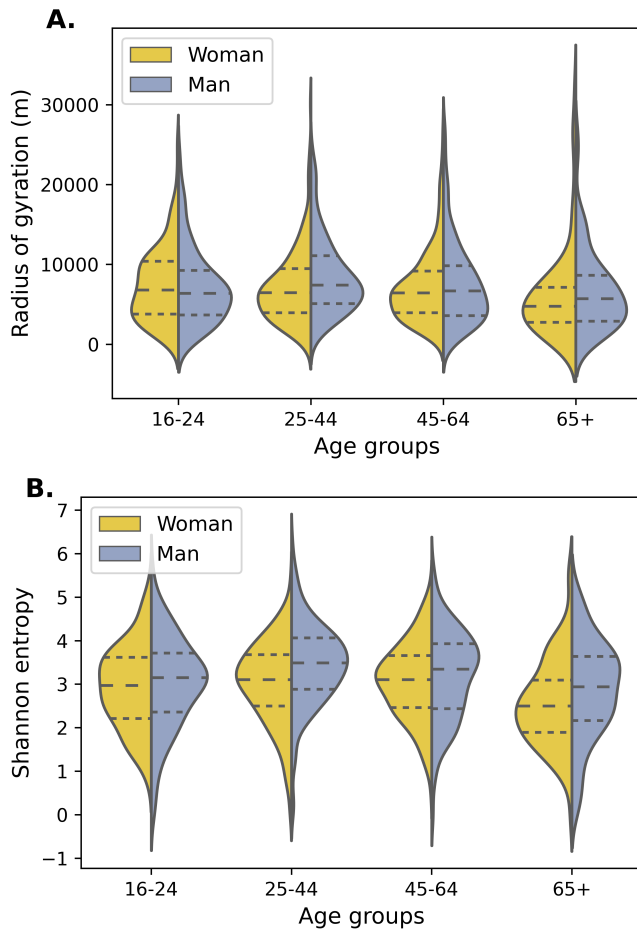 A.
Woman
Man
Radius of gyration (m)
30000
20000
10000
0
16-24 25-44 45-64 65+
Age groups
B.
Woman
Man
Shannon entropy
7
6
5
4
3
2
1
0
−1
16-24 25-44 45-64 65+
Age groups